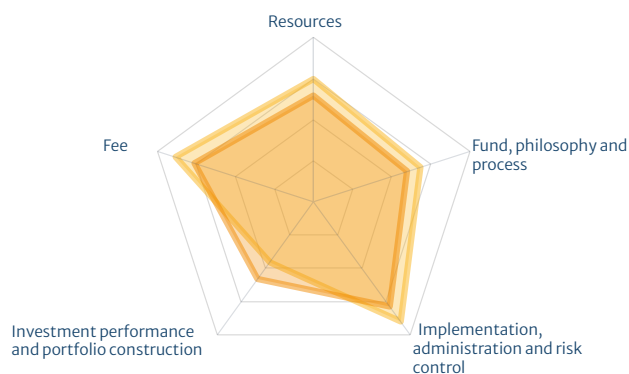 Resources
Fee
Fund, philosophy and
process
Investment performance
and portfolio construction
Implementation,
administration and risk
control